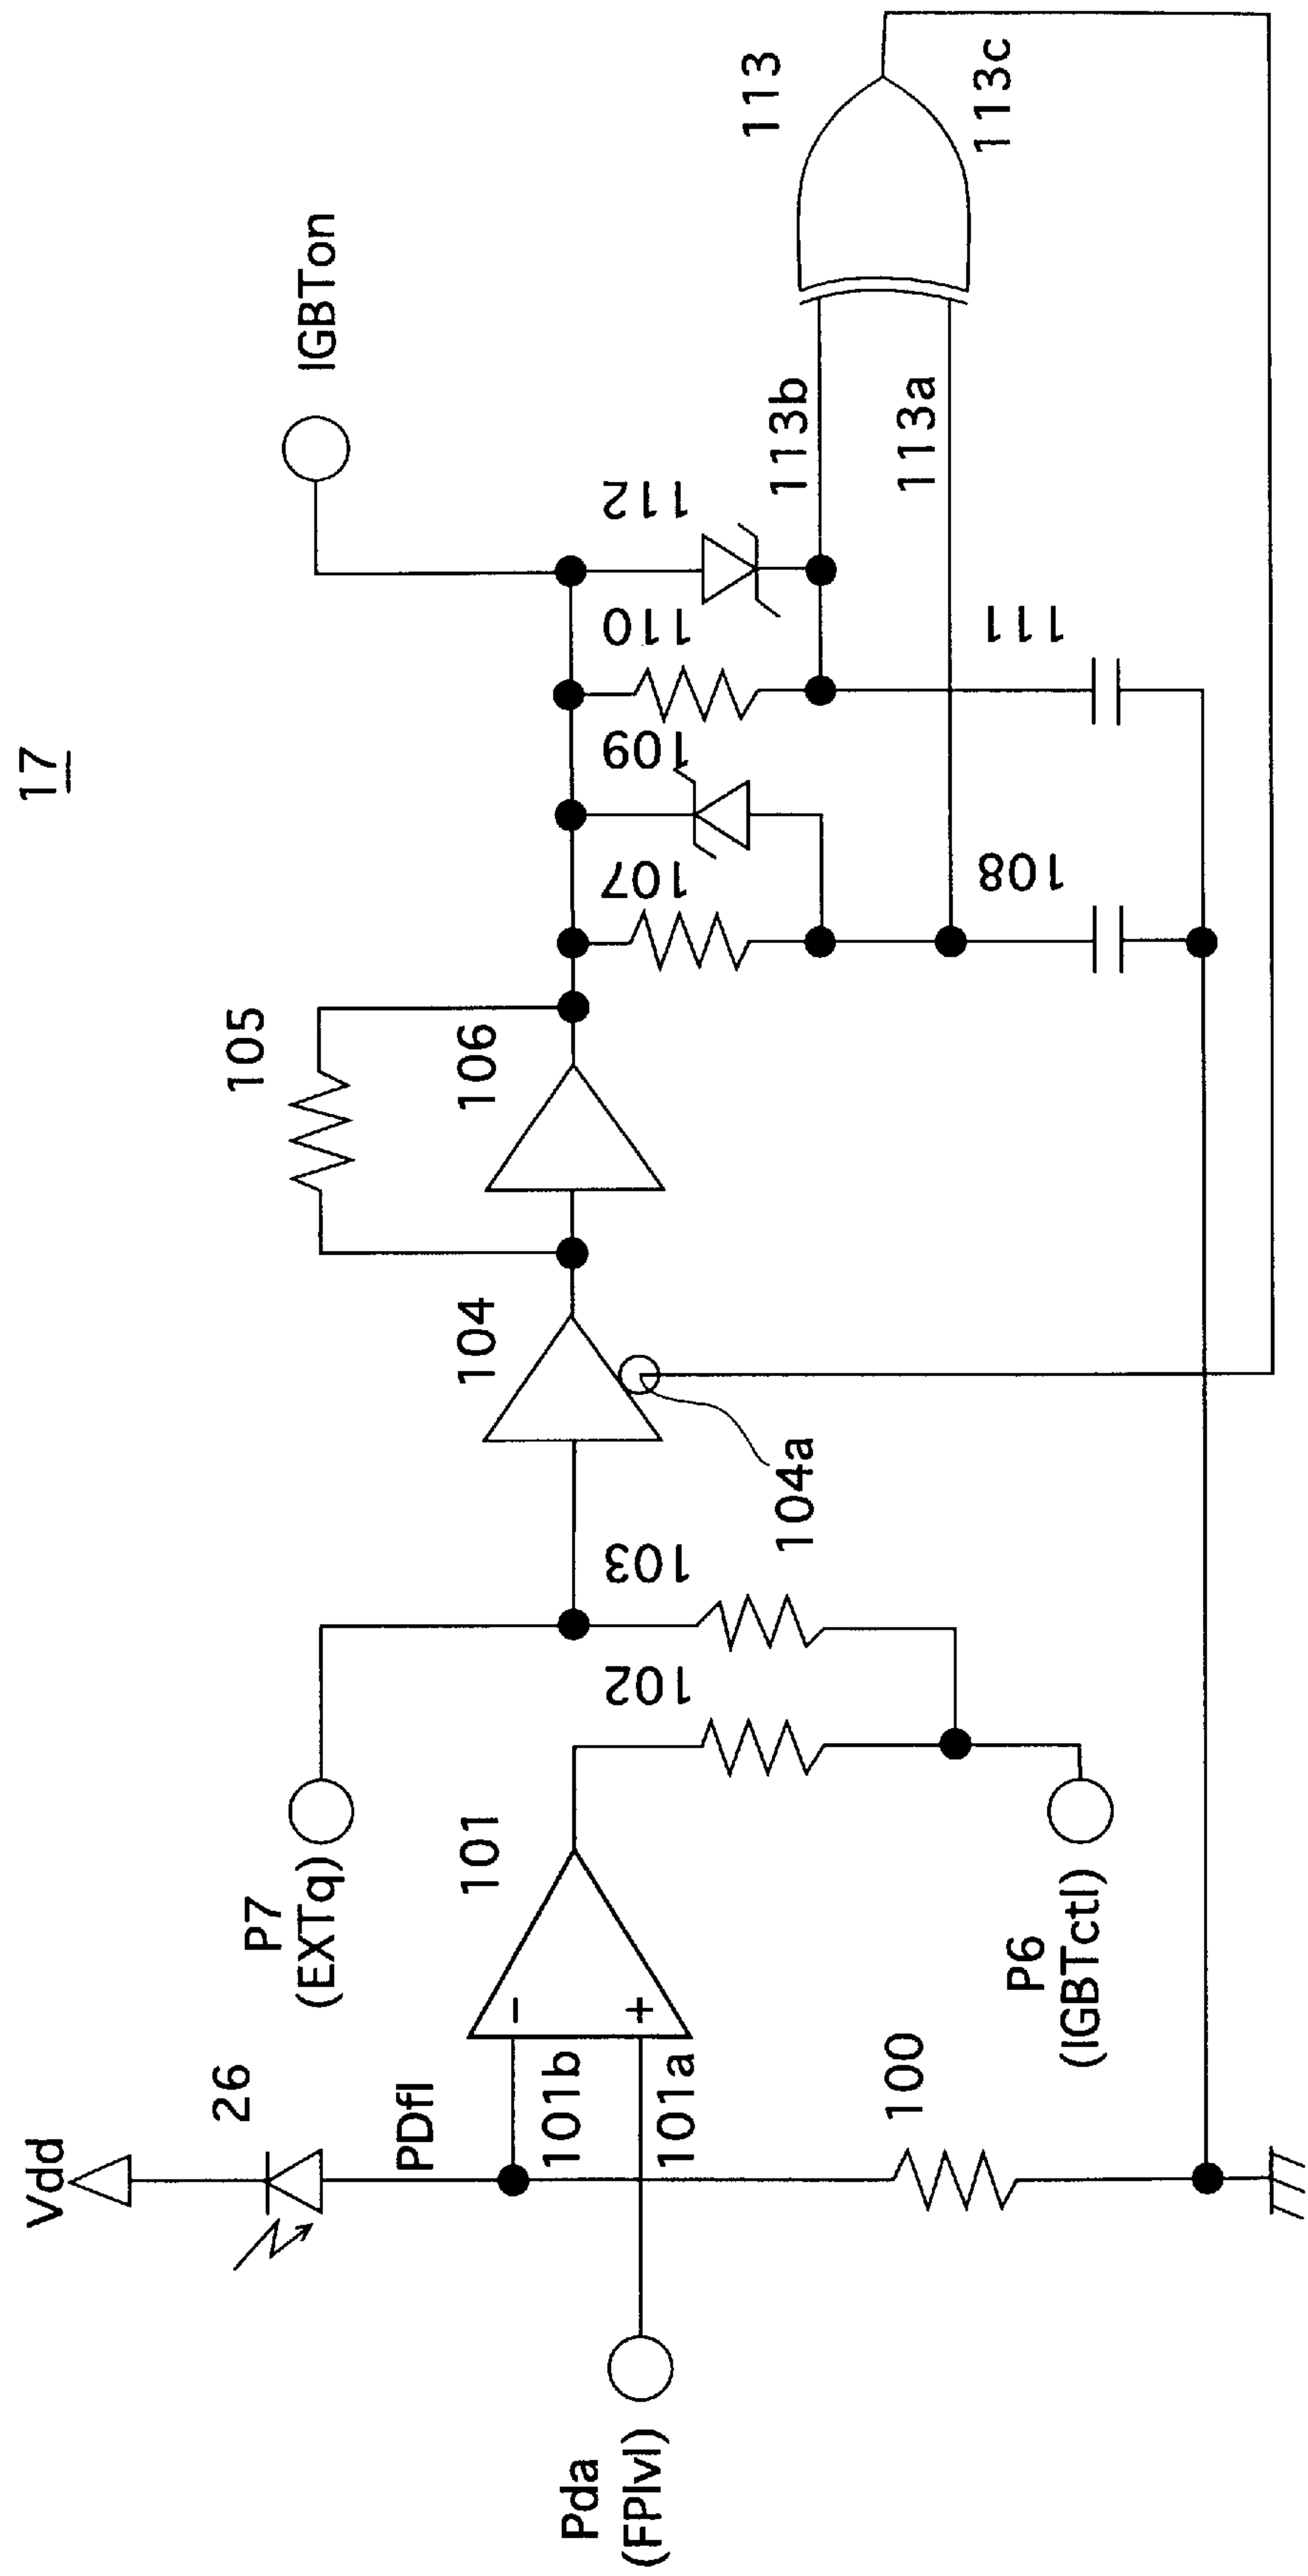 17
IGBTon
113
113c
113b
113a
112
110
109
107
111
108
105
106
104
104a
103
102
101
P7
(EXTq)
P6
(IGBTctl)
Vdd
26
PDfl
101b
101a
-
+
100
Pda
(FPlvl)